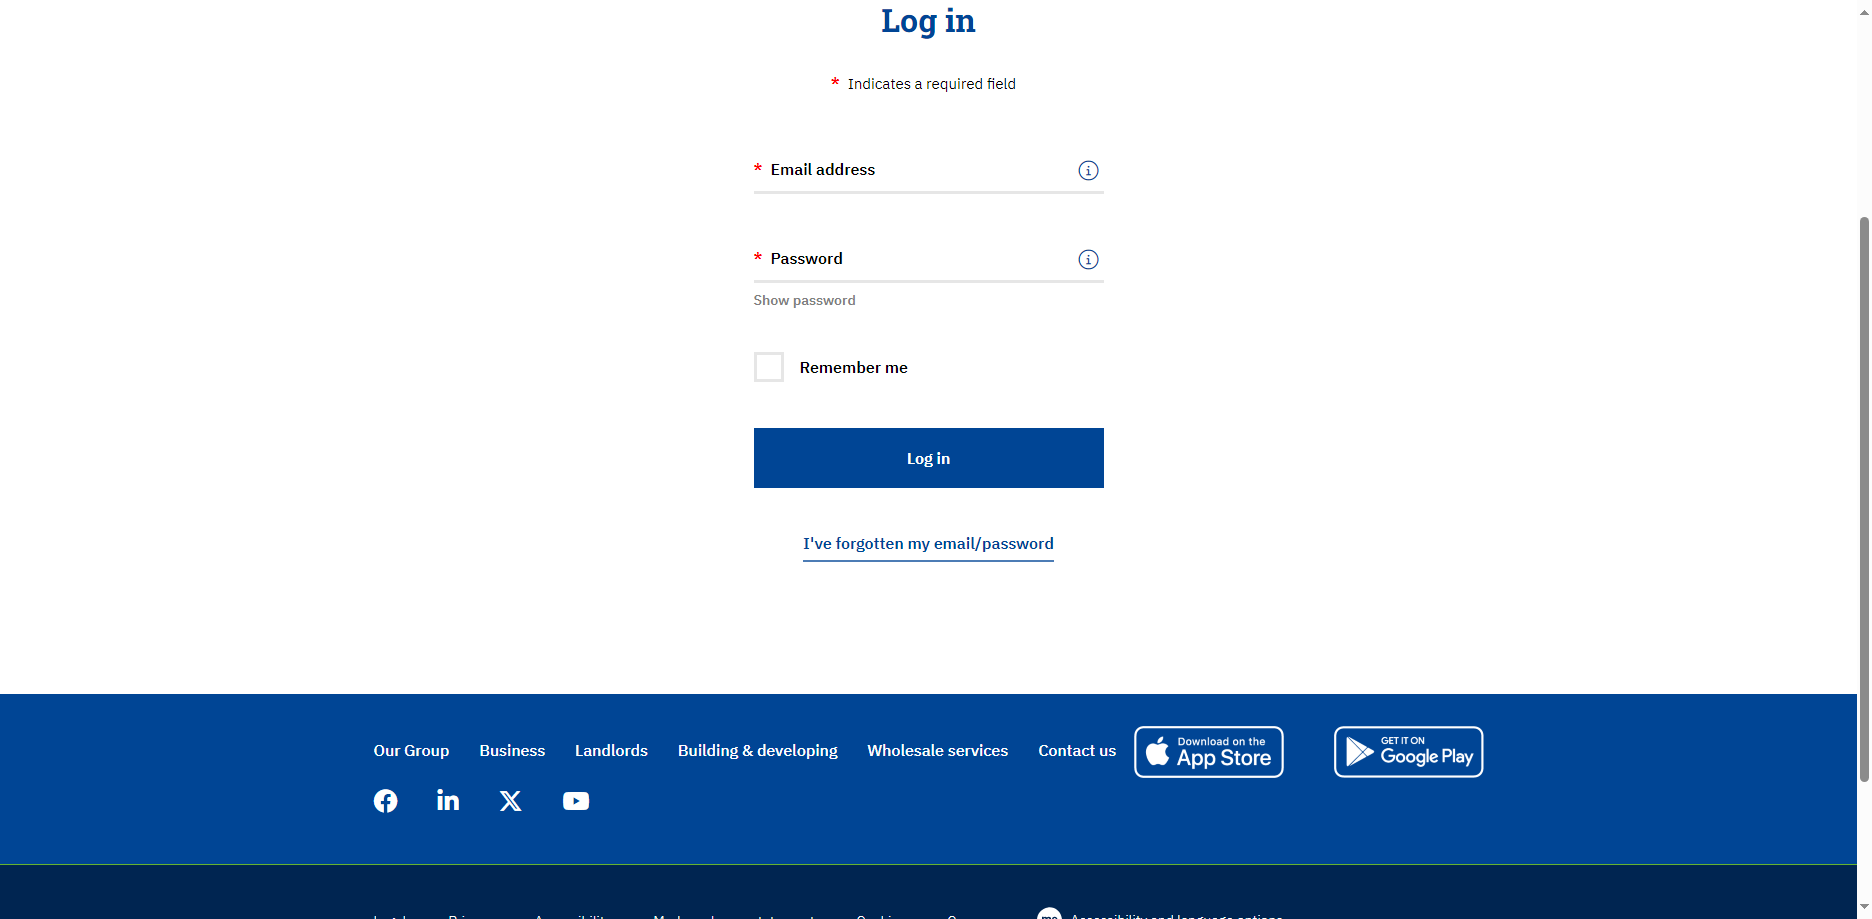 Log in
* Indicates a required field
* Email address
* Password
Show password
Remember me
Log in
I've forgotten my email/password
Our Group Business Landlords Building & developing Wholesale services Contact us
Download on the
App Store
GET IT ON
Google Play
Accessibility and language options